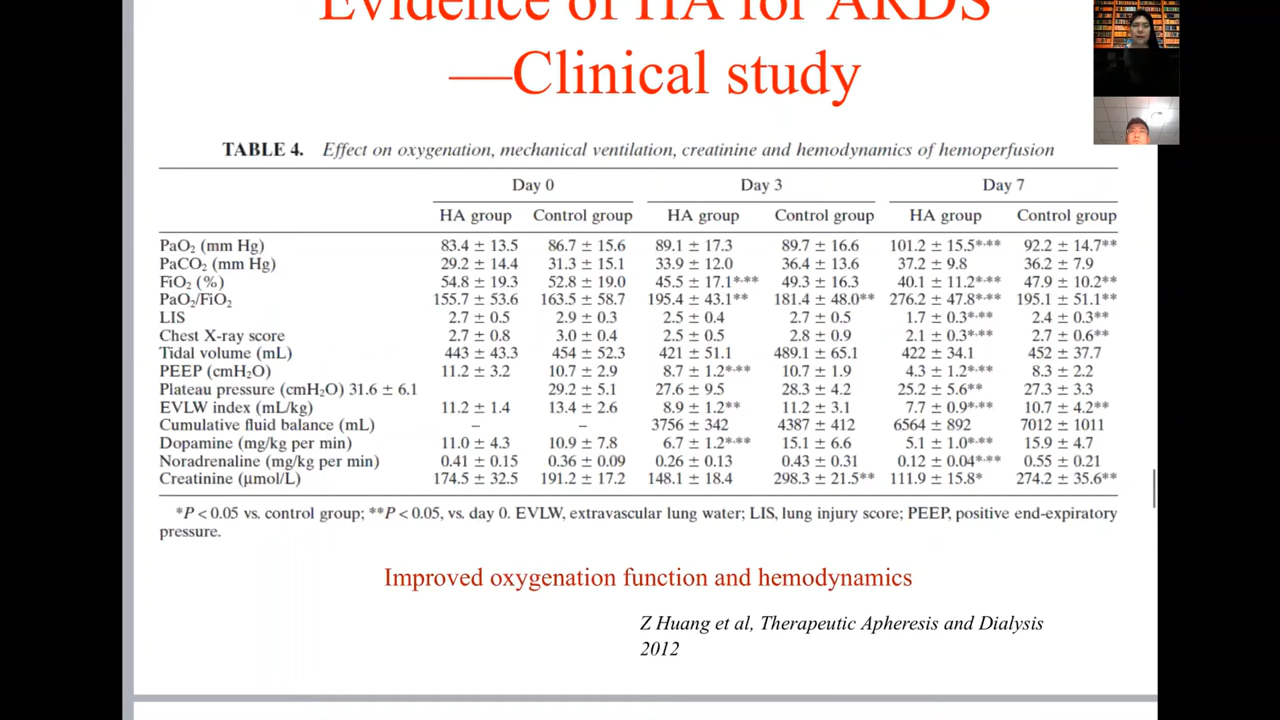 Evidence of HA for ARDS
—Clinical study
TABLE 4. Effect on oxygenation, mechanical ventilation, creatinine and hemodynamics of hemoperfusion
Day 0 Day 3 Day 7
HA group Control group HA group Control group HA group Control group
PaO₂ (mm Hg) 83.4 ± 13.5 86.7 ± 15.6 89.1 ± 17.3 89.7 ± 16.6 101.2 ± 15.5*,** 92.2 ± 14.7**
PaCO₂ (mm Hg) 29.2 ± 14.4 31.3 ± 15.1 33.9 ± 12.0 36.4 ± 13.6 37.2 ± 9.8 36.2 ± 7.9
FiO₂ (%) 54.8 ± 19.3 52.8 ± 19.0 45.5 ± 17.1*,** 49.3 ± 16.3 40.1 ± 11.2*,** 47.9 ± 10.2**
PaO₂/FiO₂ 155.7 ± 53.6 163.5 ± 58.7 195.4 ± 43.1** 181.4 ± 48.0** 276.2 ± 47.8*,** 195.1 ± 51.1**
LIS 2.7 ± 0.5 2.9 ± 0.3 2.5 ± 0.4 2.7 ± 0.5 1.7 ± 0.3*,** 2.4 ± 0.3**
Chest X-ray score 2.7 ± 0.8 3.0 ± 0.4 2.5 ± 0.5 2.8 ± 0.9 2.1 ± 0.3*,** 2.7 ± 0.6**
Tidal volume (mL) 443 ± 43.3 454 ± 52.3 421 ± 51.1 489.1 ± 65.1 422 ± 34.1 452 ± 37.7
PEEP (cmH₂O) 11.2 ± 3.2 10.7 ± 2.9 8.7 ± 1.2*,** 10.7 ± 1.9 4.3 ± 1.2*,** 8.3 ± 2.2
Plateau pressure (cmH₂O) 31.6 ± 6.1 29.2 ± 5.1 27.6 ± 9.5 28.3 ± 4.2 25.2 ± 5.6** 27.3 ± 3.3
EVLW index (mL/kg) 11.2 ± 1.4 13.4 ± 2.6 8.9 ± 1.2** 11.2 ± 3.1 7.7 ± 0.9*,** 10.7 ± 4.2**
Cumulative fluid balance (mL) – – 3756 ± 342 4387 ± 412 6564 ± 892 7012 ± 1011
Dopamine (mg/kg per min) 11.0 ± 4.3 10.9 ± 7.8 6.7 ± 1.2*,** 15.1 ± 6.6 5.1 ± 1.0*,** 15.9 ± 4.7
Noradrenaline (mg/kg per min) 0.41 ± 0.15 0.36 ± 0.09 0.26 ± 0.13 0.43 ± 0.31 0.12 ± 0.04*,** 0.55 ± 0.21
Creatinine (μmol/L) 174.5 ± 32.5 191.2 ± 17.2 148.1 ± 18.4 298.3 ± 21.5** 111.9 ± 15.8* 274.2 ± 35.6**
*P < 0.05 vs. control group; **P < 0.05, vs. day 0. EVLW, extravascular lung water; LIS, lung injury score; PEEP, positive end-expiratory
pressure.
Improved oxygenation function and hemodynamics
Z Huang et al, Therapeutic Apheresis and Dialysis
2012